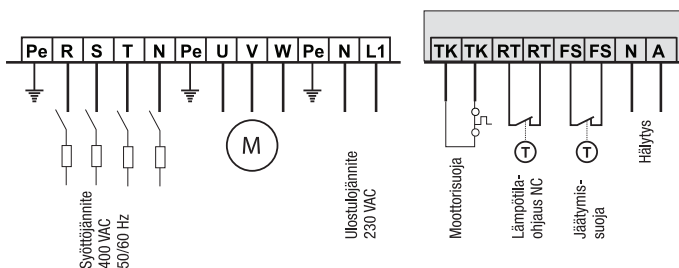 Pe R S T N Pe U V W Pe N L1
TK TK RT RT FS FS N A
M
T
T
Syöttöjännite
400 VAC
50/60 Hz
Ulostulojännite
230 VAC
Moottorisuoja
Lämpötila-
ohjaus NC
Jäätymis-
suoja
Hälytys